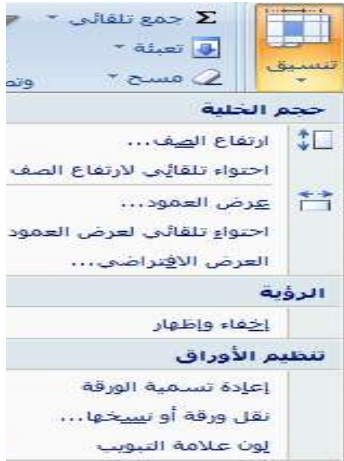 Σ جمع تلقائي
تعبئة
مسح
تنسيق
حجم الخلية
ارتفاع الصف...
احتواء تلقائي لارتفاع الصف
عرض العمود...
احتواء تلقائي لعرض العمود
العرض الافتراضي...
الرؤية
إخفاء وإظهار
تنظيم الأوراق
إعادة تسمية الورقة
نقل ورقة أو نسخها...
لون علامة التبويب